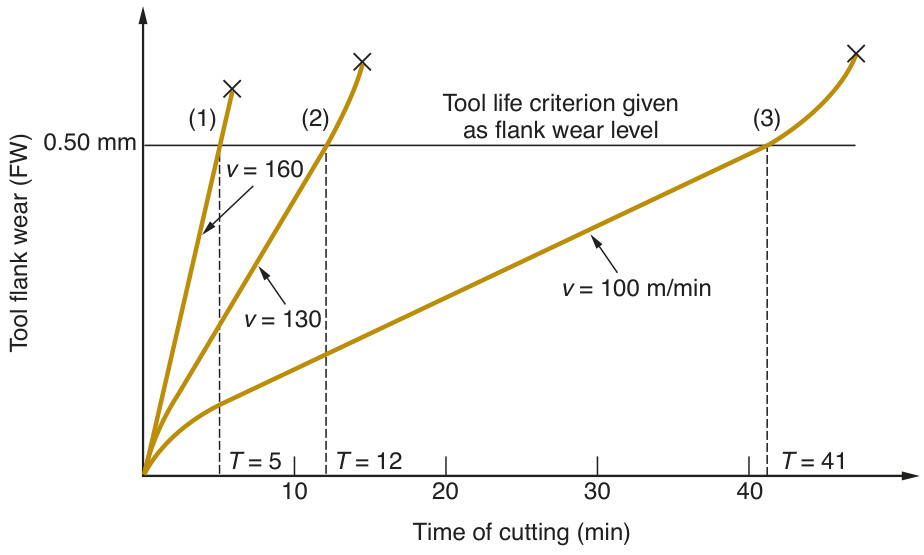 Tool flank wear (FW)
0.50 mm
(1)
(2)
(3)
Tool life criterion given
as flank wear level
v = 160
v = 130
v = 100 m/min
T = 5
T = 12
T = 41
10
20
30
40
Time of cutting (min)